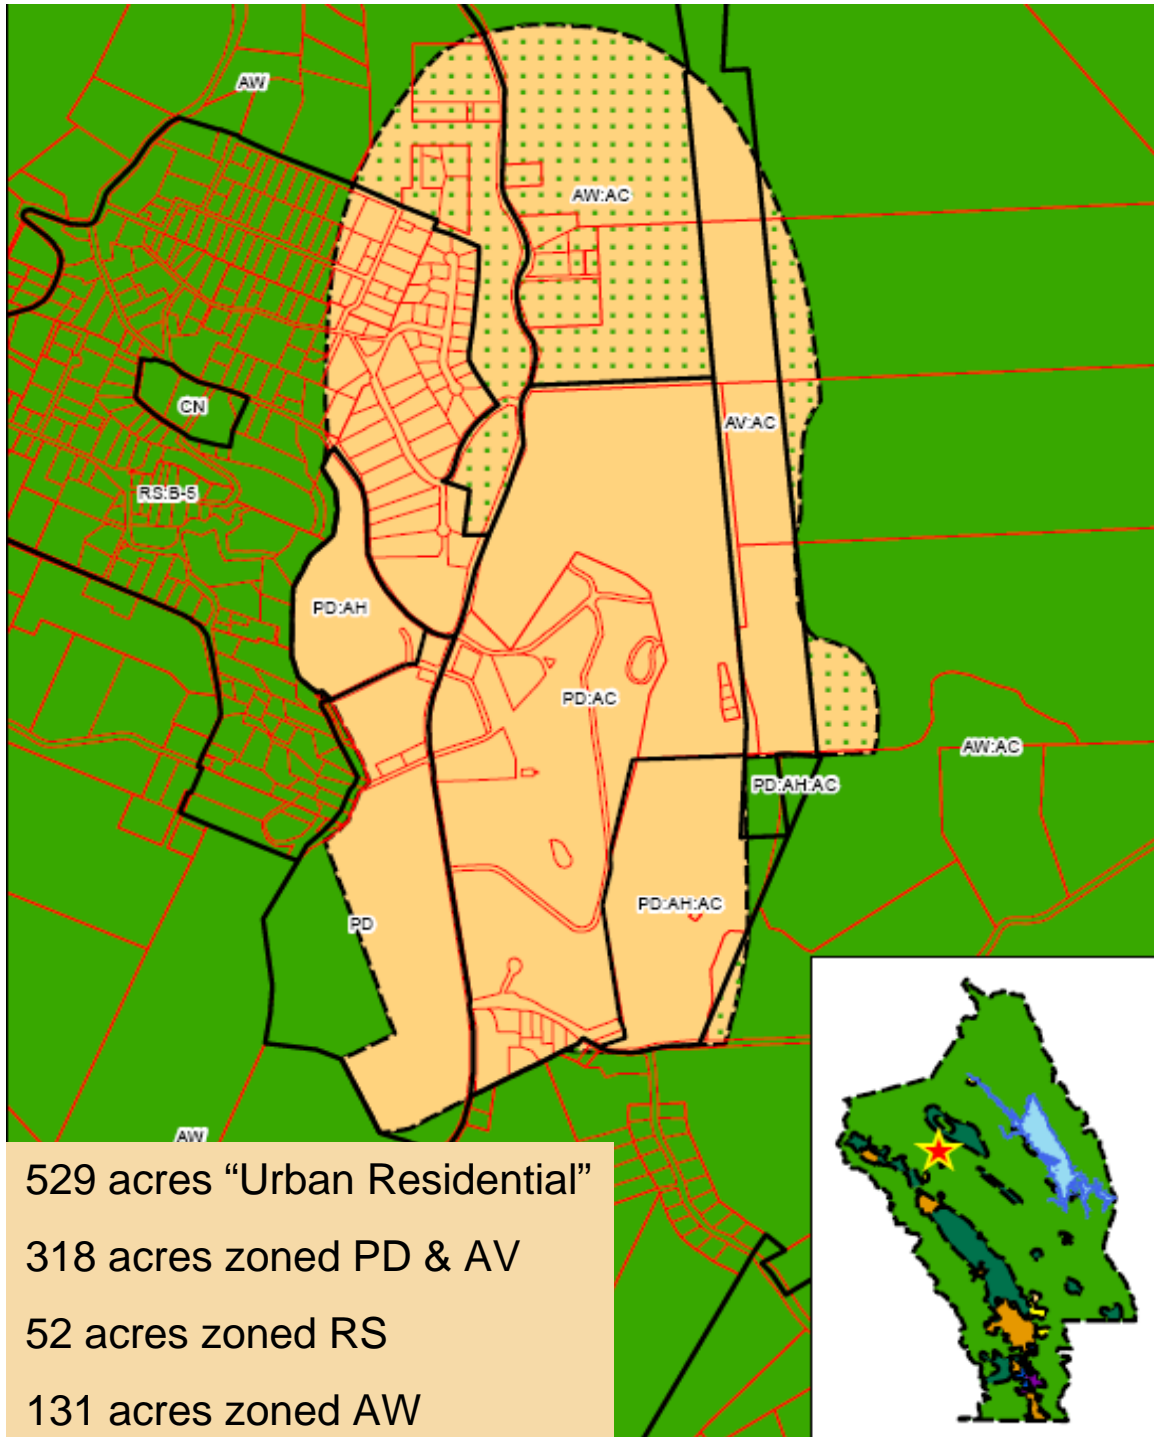 AW
AW:AC
CN
AV:AC
RS:B-5
PD:AH
PD:AC
AW:AC
PD:AH:AC
PD:AH:AC
PD
AW
529 acres “Urban Residential”
318 acres zoned PD & AV
52 acres zoned RS
131 acres zoned AW